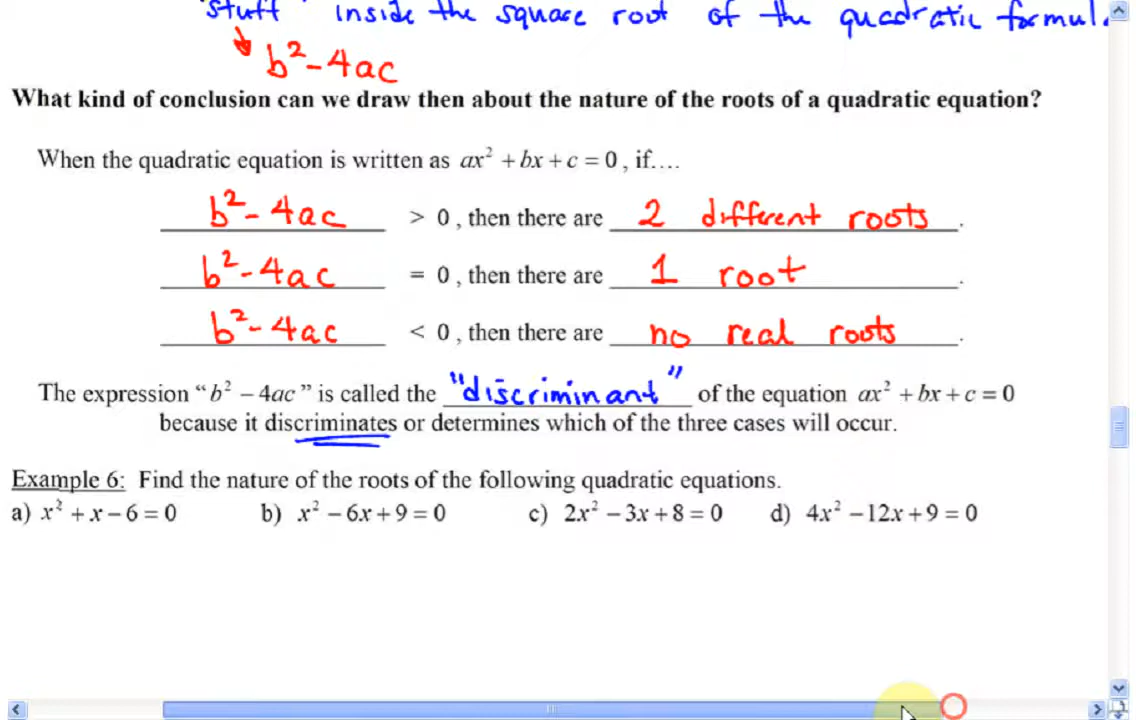 "stuff" inside the square root of the quadratic formul
b² - 4ac
What kind of conclusion can we draw then about the nature of the roots of a quadratic equation?
When the quadratic equation is written as ax² + bx + c = 0 , if….
b² - 4ac > 0 , then there are 2 different roots.
b² - 4ac = 0 , then there are 1 root.
b² - 4ac < 0 , then there are no real roots.
The expression “b² – 4ac ” is called the "discriminant" of the equation ax² + bx + c = 0
because it discriminates or determines which of the three cases will occur.
Example 6: Find the nature of the roots of the following quadratic equations.
a) x² + x – 6 = 0 b) x² – 6x + 9 = 0 c) 2x² – 3x + 8 = 0 d) 4x² – 12x + 9 = 0